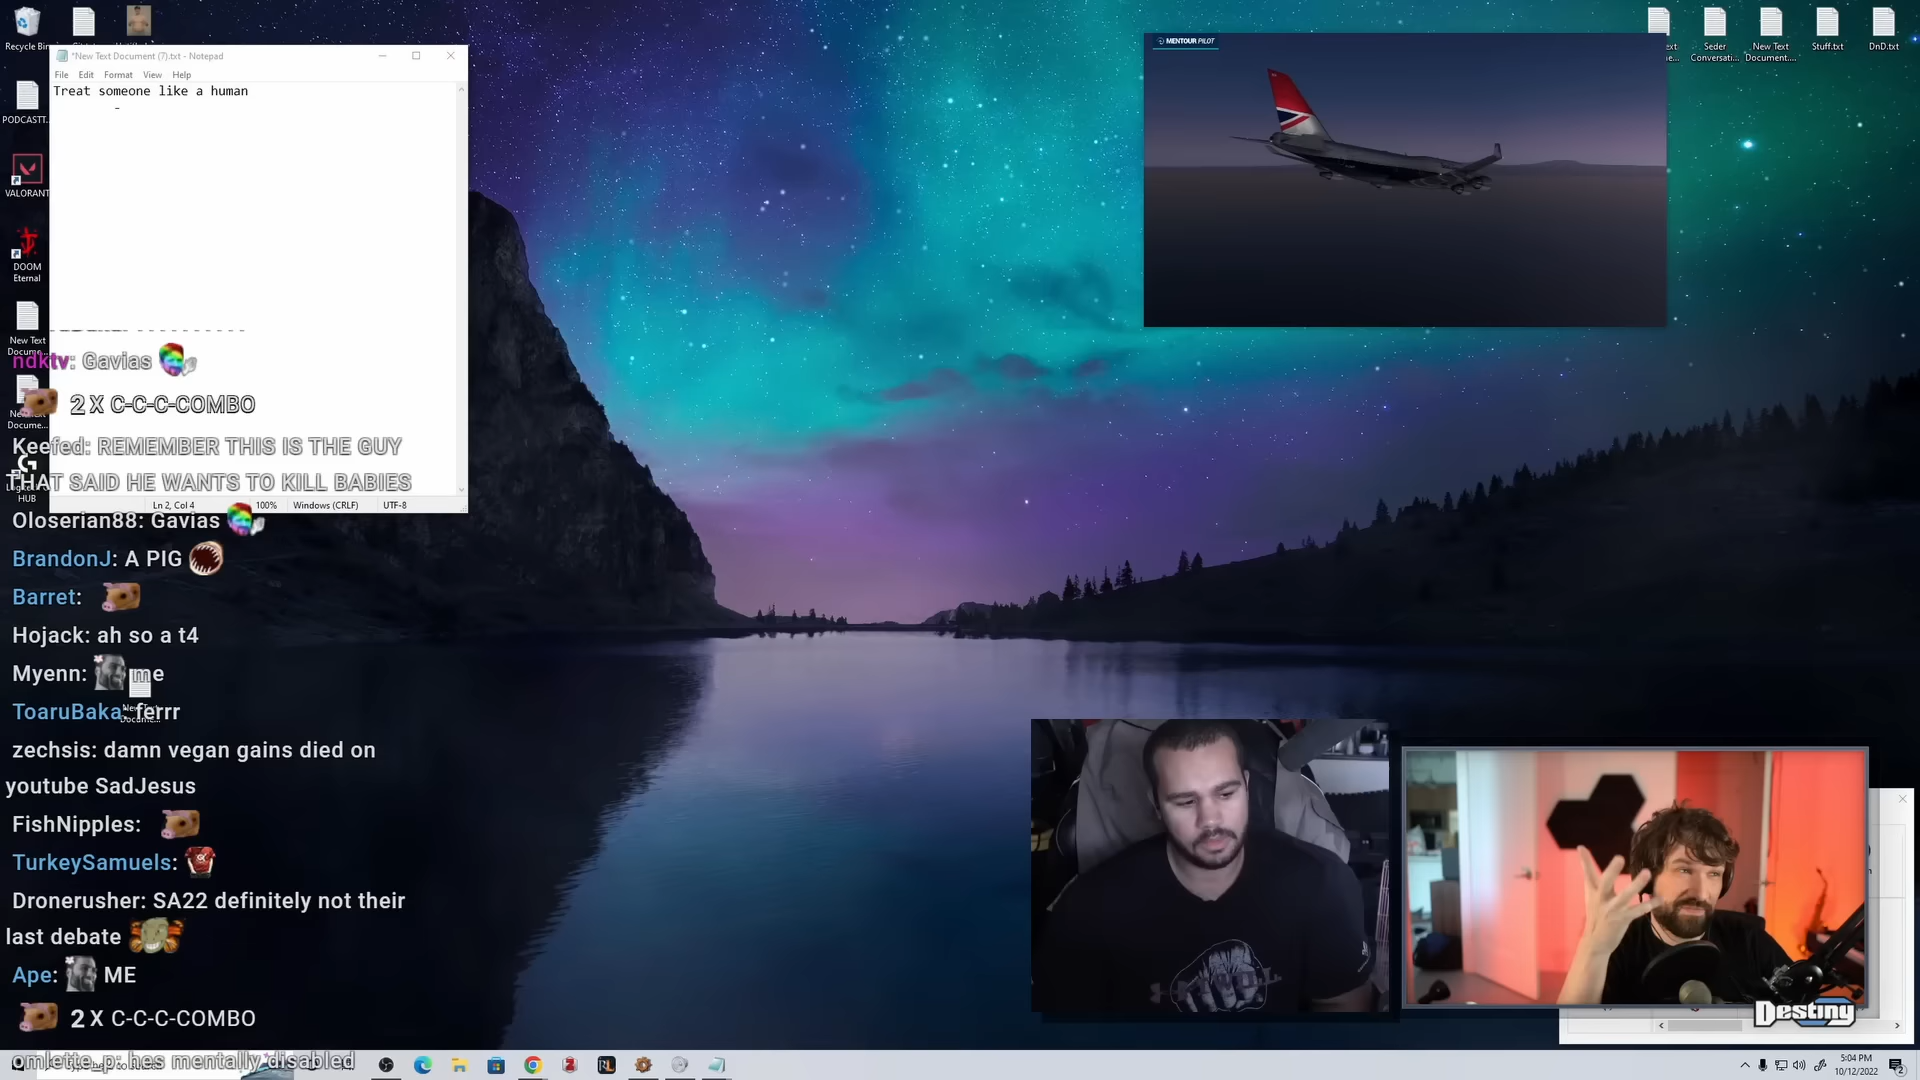 Recycle Bin
*New Text Document (7).txt - Notepad
File Edit Format View Help
Treat someone like a human
-
PODCASTT...
VALORANT
DOOM
Eternal
New Text
Docume...
ndktv: Gavias
2 X C-C-C-COMBO
Docume...
Keefed: REMEMBER THIS IS THE GUY
THAT SAID HE WANTS TO KILL BABIES
HUB
Ln 2, Col 4 100% Windows (CRLF) UTF-8
Oloserian88: Gavias
BrandonJ: A PIG
Barret:
Hojack: ah so a t4
Myenn: me
ToaruBaka: ferrr
zechsis: damn vegan gains died on
youtube SadJesus
FishNipples:
TurkeySamuels:
Dronerusher: SA22 definitely not their
last debate
Ape: ME
2 X C-C-C-COMBO
omlette_p: hes mentally disabled
MENTOUR PILOT
Seder
Conversati...
New Text
Document....
Stuff.txt
DnD.txt
Destiny
5:04 PM
10/12/2022
2